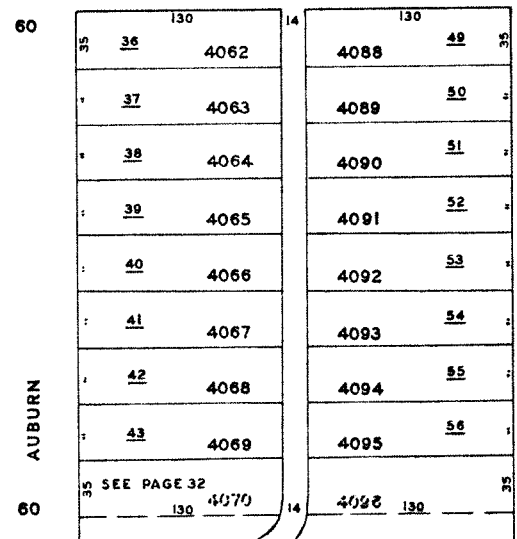 60 130 14 130
35 36 4062 4088 49 35
" 37 4063 4089 50 "
" 38 4064 4090 51 "
" 39 4065 4091 52 "
" 40 4066 4092 53 "
" 41 4067 4093 54 "
" 42 4068 4094 55 "
" 43 4069 4095 56 "
AUBURN
35 SEE PAGE 32 35
4070
60 130 14 130